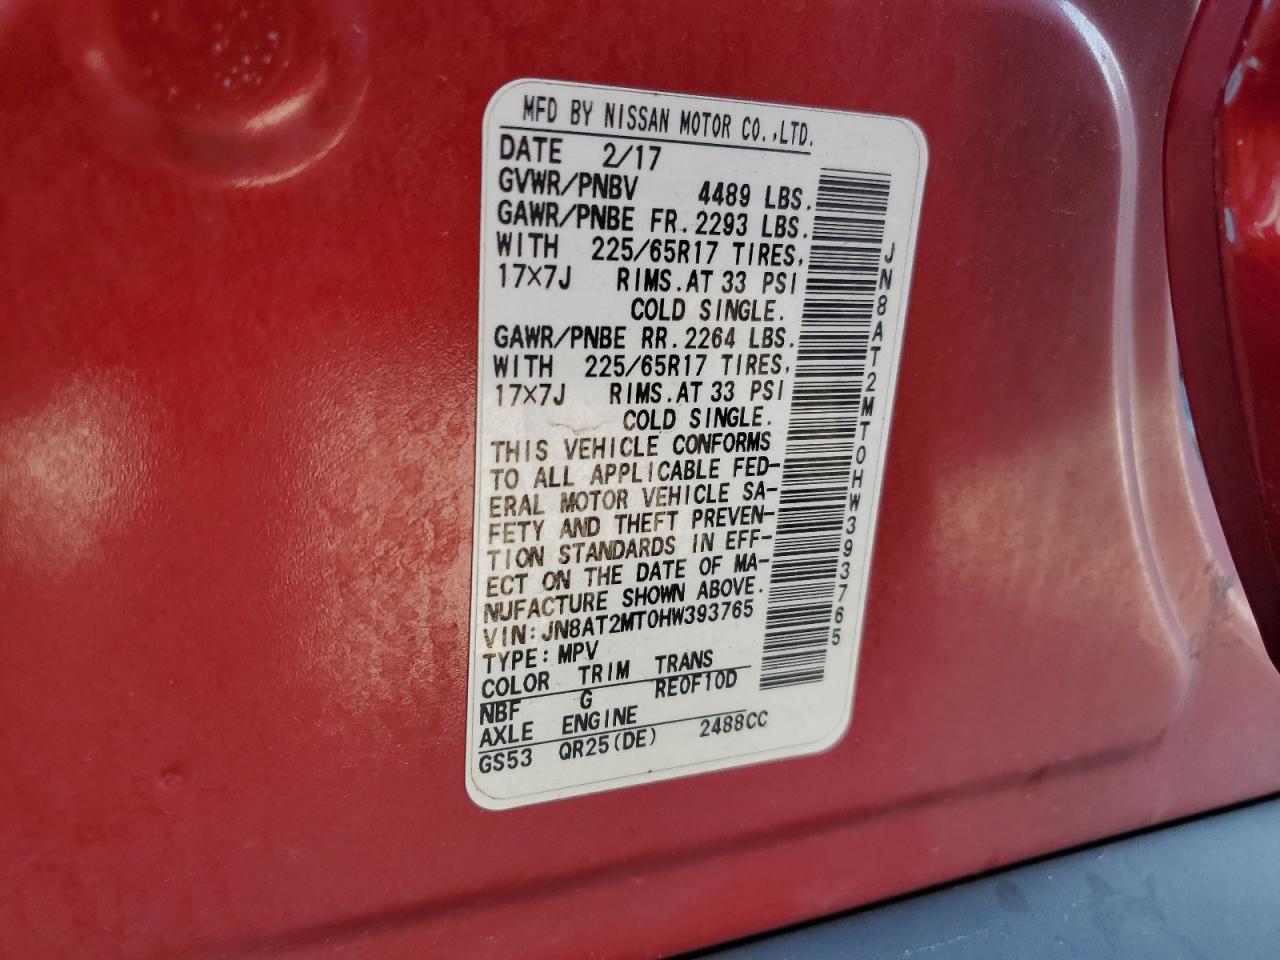 MFD BY NISSAN MOTOR CO.,LTD.
DATE 2/17
GVWR/PNBV 4489 LBS.
GAWR/PNBE FR. 2293 LBS.
WITH 225/65R17 TIRES,
17X7J RIMS. AT 33 PSI
COLD SINGLE.
GAWR/PNBE RR. 2264 LBS.
WITH 225/65R17 TIRES,
17X7J RIMS. AT 33 PSI
COLD SINGLE.
THIS VEHICLE CONFORMS
TO ALL APPLICABLE FED-
ERAL MOTOR VEHICLE SA-
FETY AND THEFT PREVEN-
TION STANDARDS IN EFF-
ECT ON THE DATE OF MA-
NUFACTURE SHOWN ABOVE.
VIN: JN8AT2MT0HW393765
TYPE: MPV
COLOR TRIM TRANS
NBF G RE0F10D
AXLE ENGINE
GS53 QR25(DE) 2488CC
JN8AT2MT0HW393765